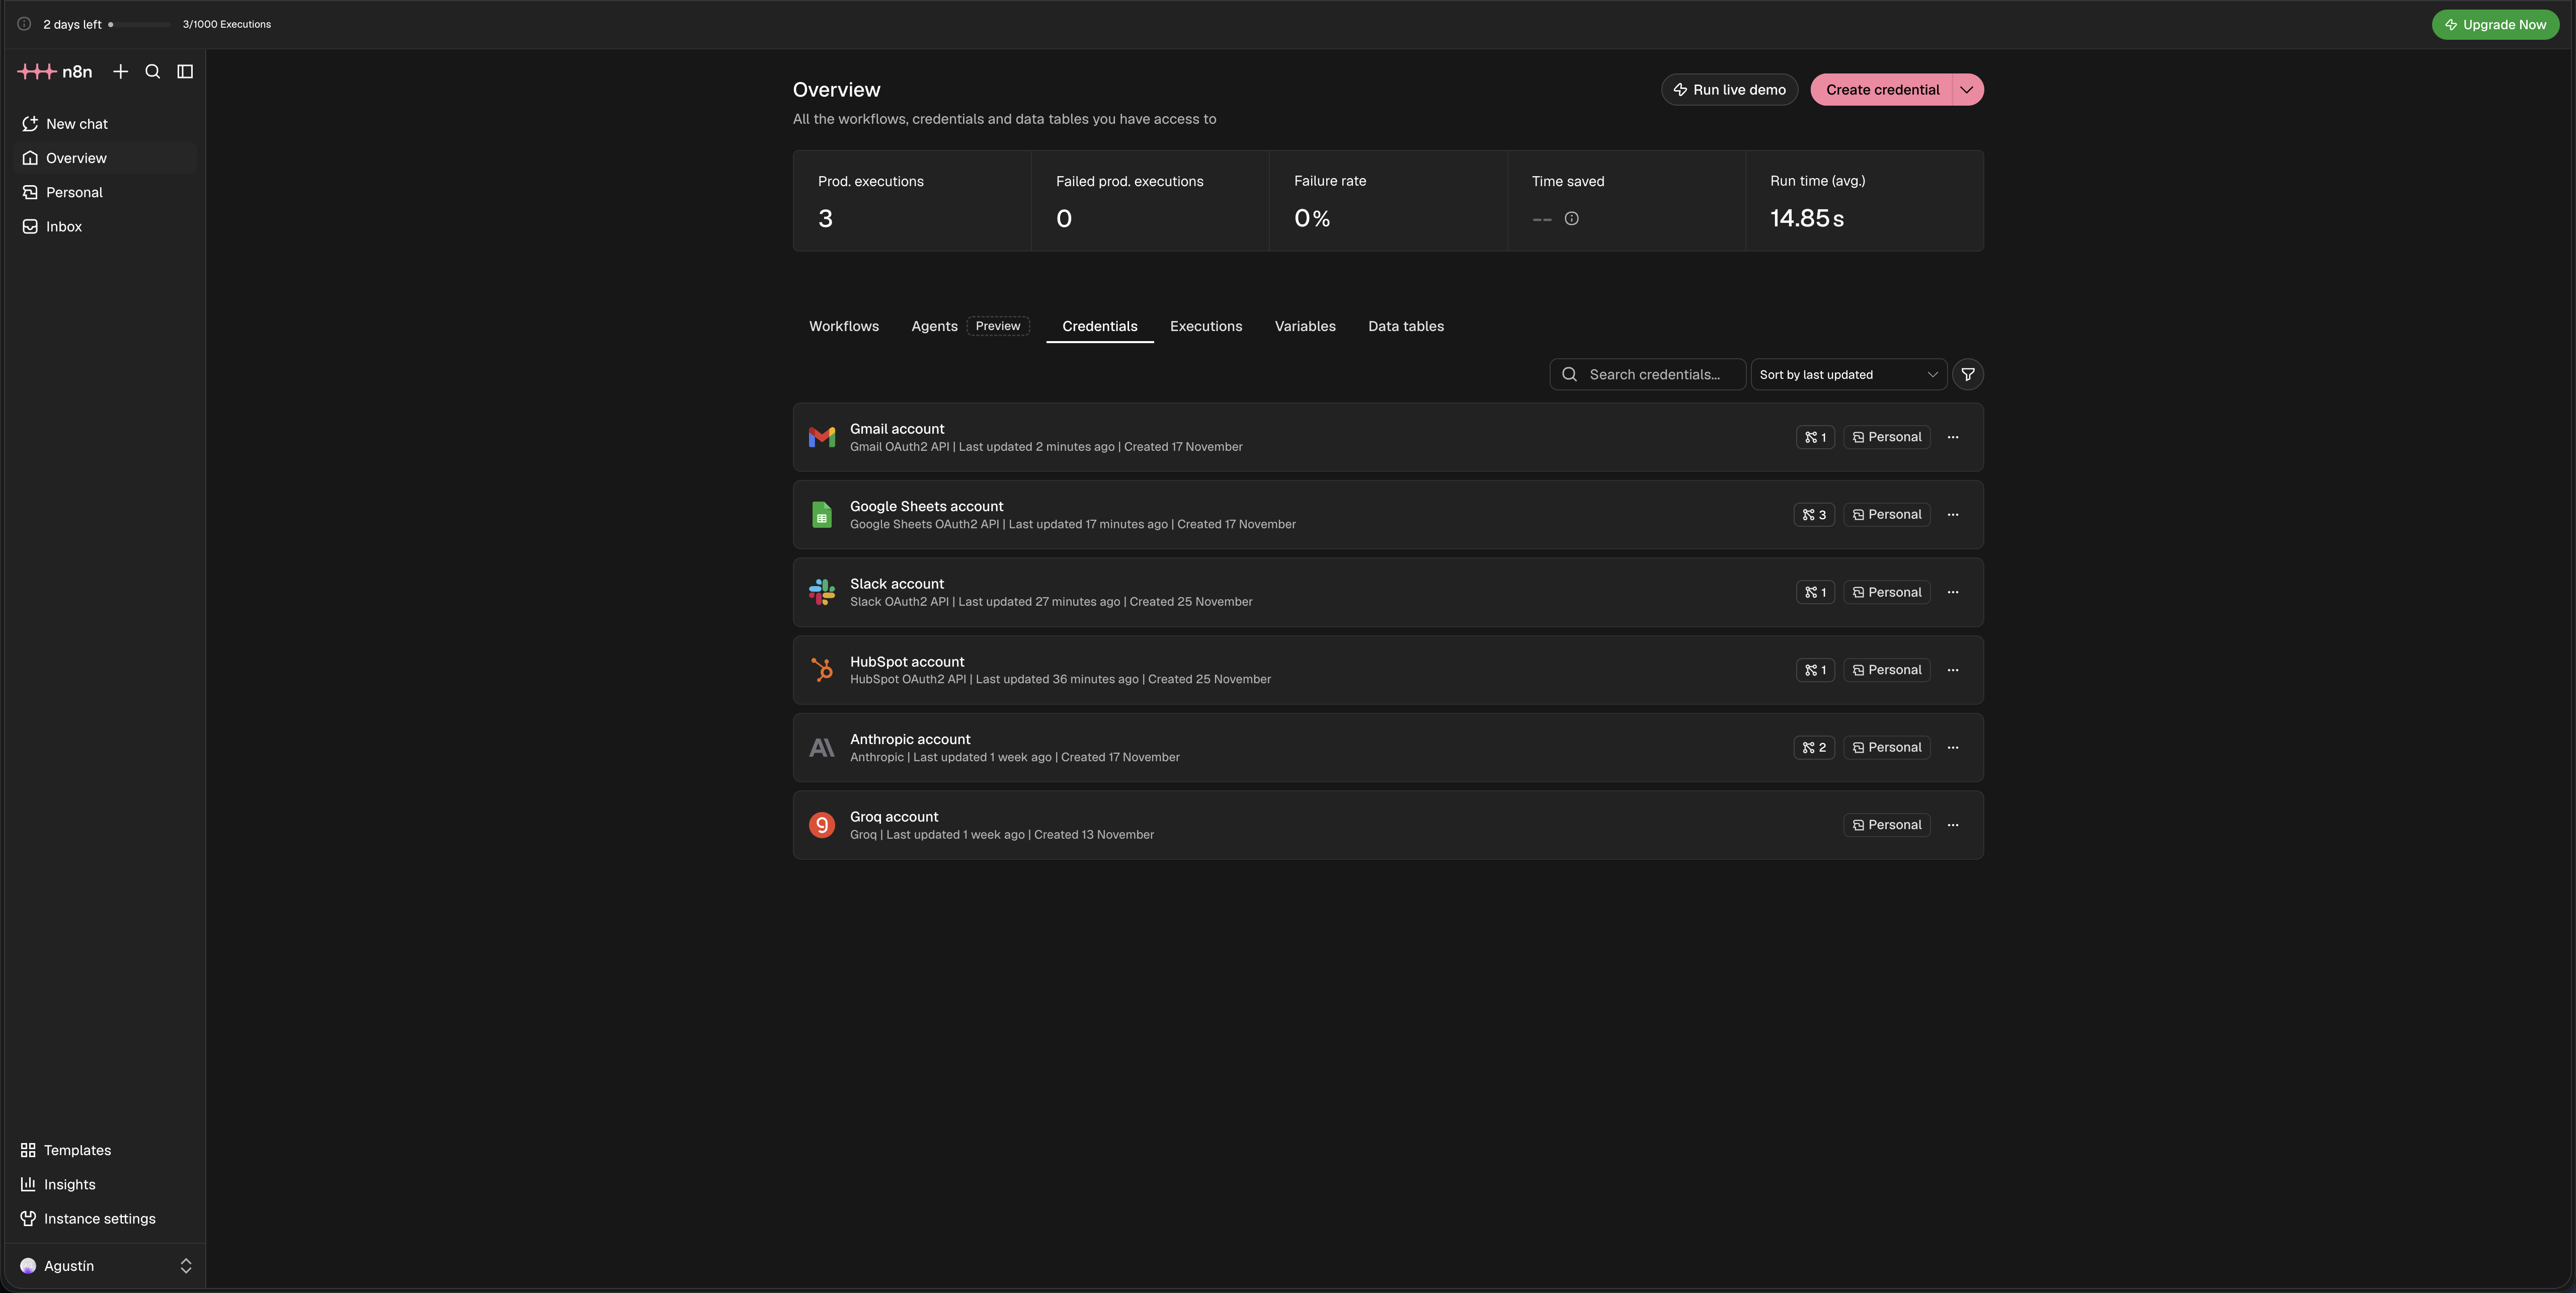 2 days left
3/1000 Executions
Upgrade Now
n8n
New chat
Overview
Personal
Inbox
Templates
Insights
Instance settings
Agustín
Overview
Run live demo
Create credential
All the workflows, credentials and data tables you have access to
Prod. executions
3
Failed prod. executions
0
Failure rate
0%
Time saved
--
Run time (avg.)
14.85s
Workflows
Agents
Preview
Credentials
Executions
Variables
Data tables
Search credentials...
Sort by last updated
Gmail account
Gmail OAuth2 API | Last updated 2 minutes ago | Created 17 November
1
Personal
Google Sheets account
Google Sheets OAuth2 API | Last updated 17 minutes ago | Created 17 November
3
Personal
Slack account
Slack OAuth2 API | Last updated 27 minutes ago | Created 25 November
1
Personal
HubSpot account
HubSpot OAuth2 API | Last updated 36 minutes ago | Created 25 November
1
Personal
Anthropic account
Anthropic | Last updated 1 week ago | Created 17 November
2
Personal
Groq account
Groq | Last updated 1 week ago | Created 13 November
Personal